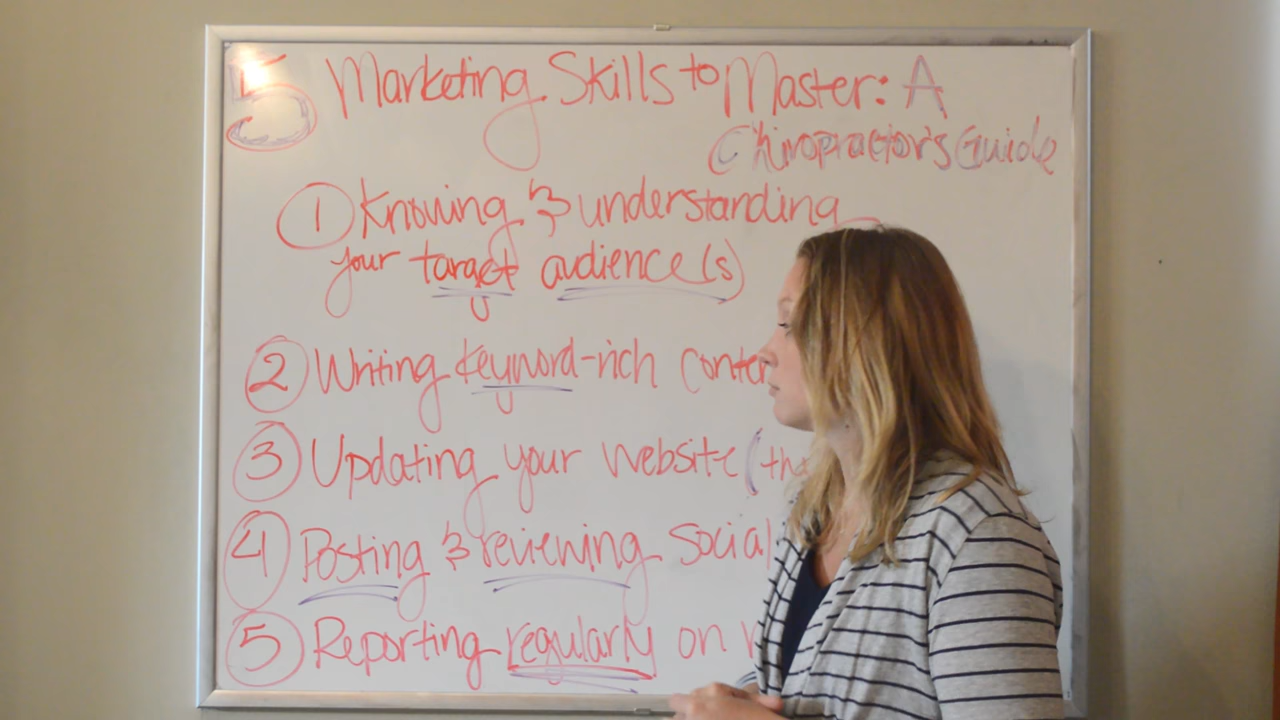 5 Marketing Skills to Master: A
Chiropractor's Guide
1 Knowing & understanding
your target audience(s)
2 Writing keyword-rich
3 Updating your website
4 Posting & reviewing social
5 Reporting regularly on